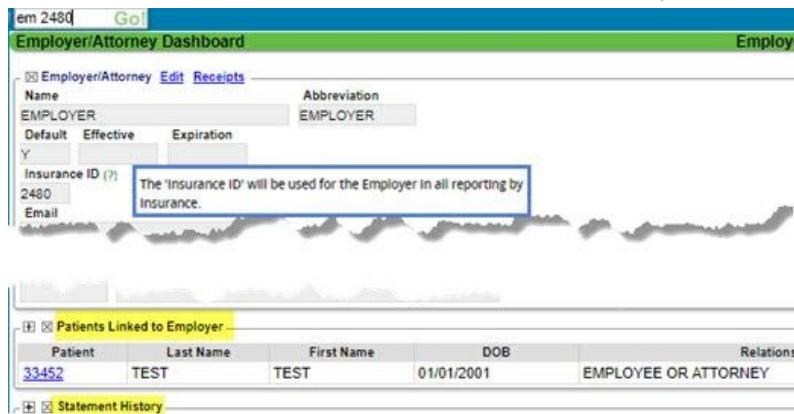 em 2480 Go!
Employer/Attorney Dashboard Employ
Employer/Attorney Edit Receipts
Name Abbreviation
EMPLOYER EMPLOYER
Default Effective Expiration
Y
Insurance ID (?)
2480
The 'Insurance ID' will be used for the Employer in all reporting by
Insurance.
Email
Patients Linked to Employer
Patient Last Name First Name DOB Relations
33452 TEST TEST 01/01/2001 EMPLOYEE OR ATTORNEY
Statement History